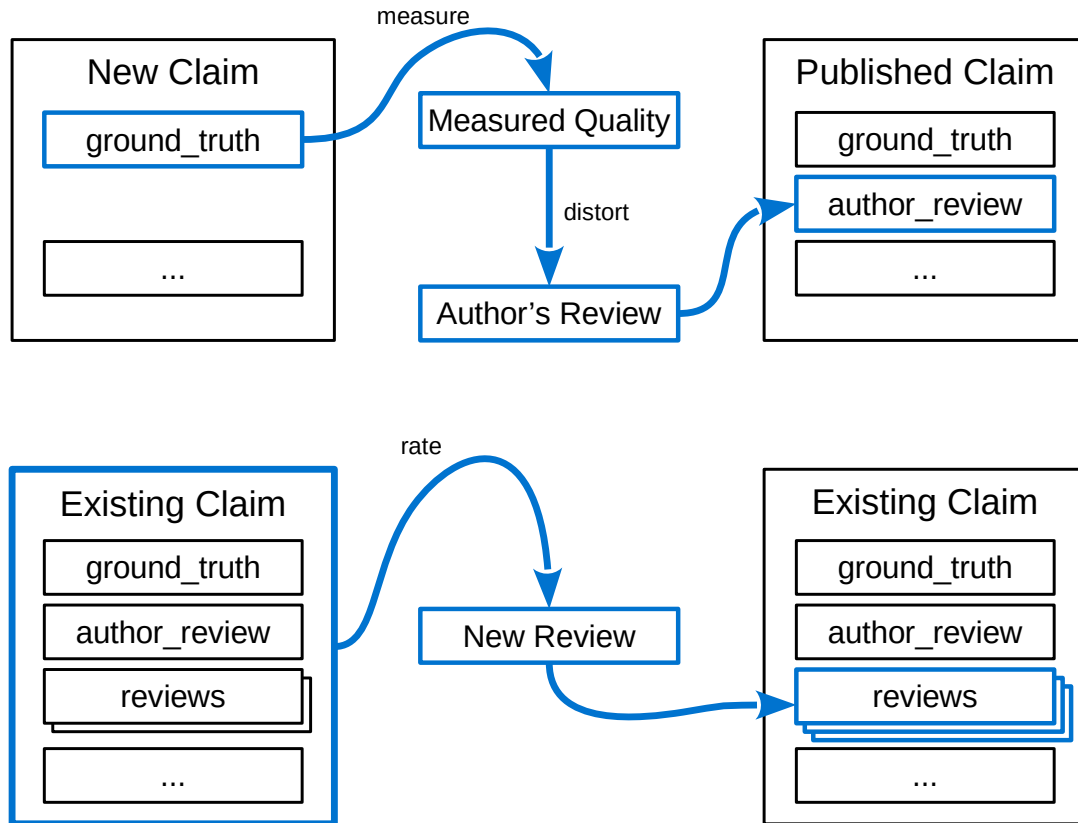 measure
New Claim
ground_truth
...
Measured Quality
distort
Author’s Review
Published Claim
ground_truth
author_review
...
rate
Existing Claim
ground_truth
author_review
reviews
...
New Review
Existing Claim
ground_truth
author_review
reviews
...